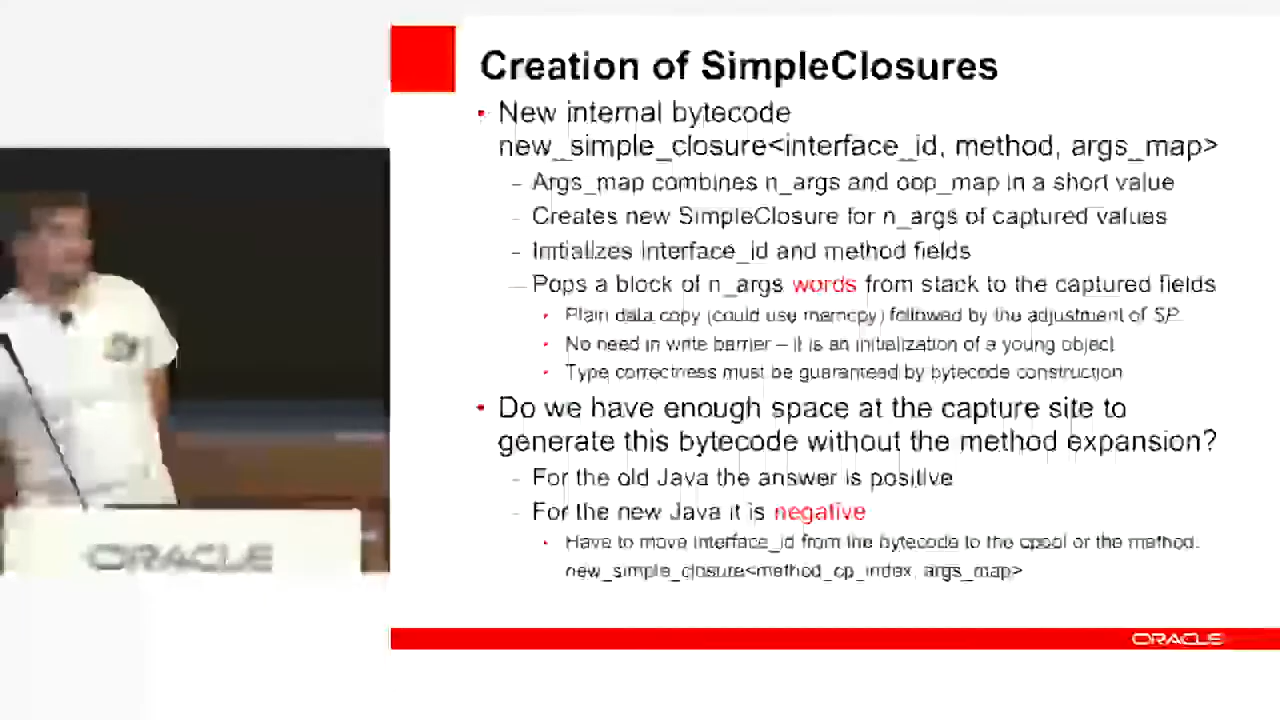 Creation of SimpleClosures
• New internal bytecode
new_simple_closure<interface_id, method, args_map>
– Args_map combines n_args and oop_map in a short value
– Creates new SimpleClosure for n_args of captured values
– Initializes interface_id and method fields
– Pops a block of n_args words from stack to the captured fields
• Plain data copy (could use memcpy) followed by the adjustment of SP
• No need in write barrier – it is an initialization of a young object
• Type correctness must be guaranteed by bytecode construction
• Do we have enough space at the capture site to
generate this bytecode without the method expansion?
– For the old Java the answer is positive
– For the new Java it is negative
• Have to move interface_id from the bytecode to the cpool or the method.
new_simple_closure<method_cp_index, args_map>
ORACLE
ORACLE